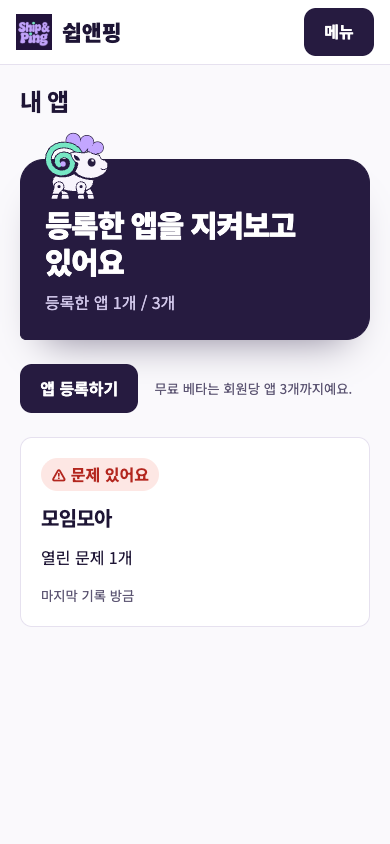 Ship&
Ping
쉽앤핑
메뉴
내 앱
등록한 앱을 지켜보고
있어요
등록한 앱 1개 / 3개
앱 등록하기
무료 베타는 회원당 앱 3개까지예요.
문제 있어요
모임모아
열린 문제 1개
마지막 기록 방금